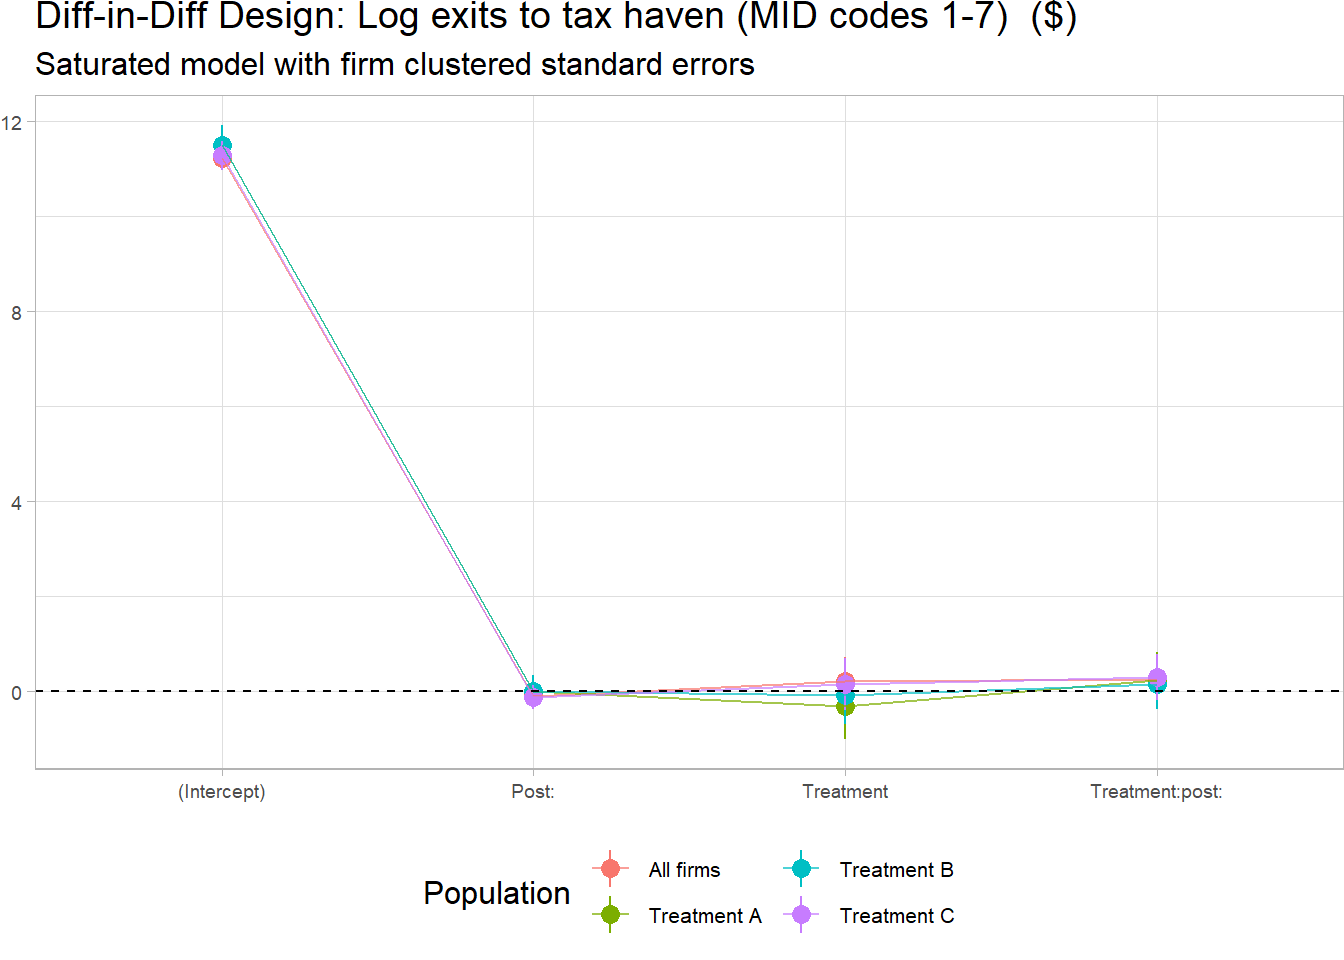 Diff-in-Diff Design: Log exits to tax haven (MID codes 1-7)  ($)
Saturated model with firm clustered standard errors
12
8
4
0
(Intercept) Post: Treatment Treatment:post:
Population
All firms Treatment B
Treatment A Treatment C